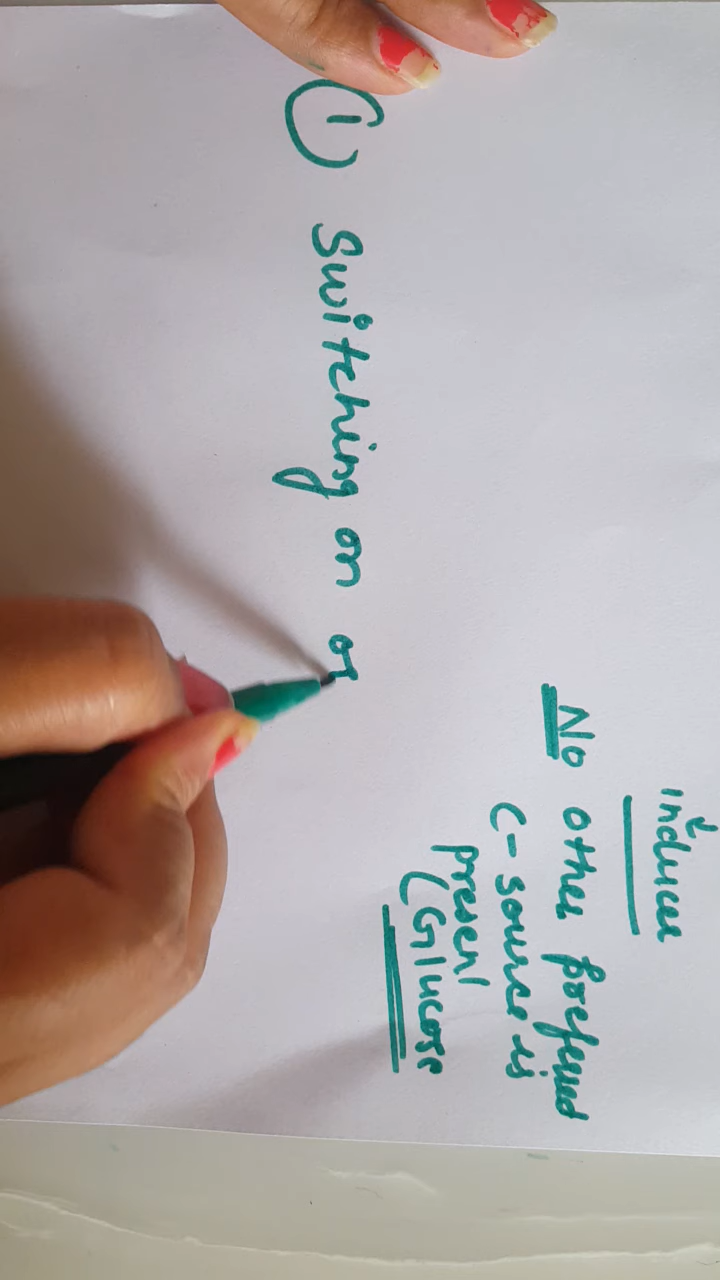 inducer
No other preferred
C-source is
present
(Glucose
① Switching on or